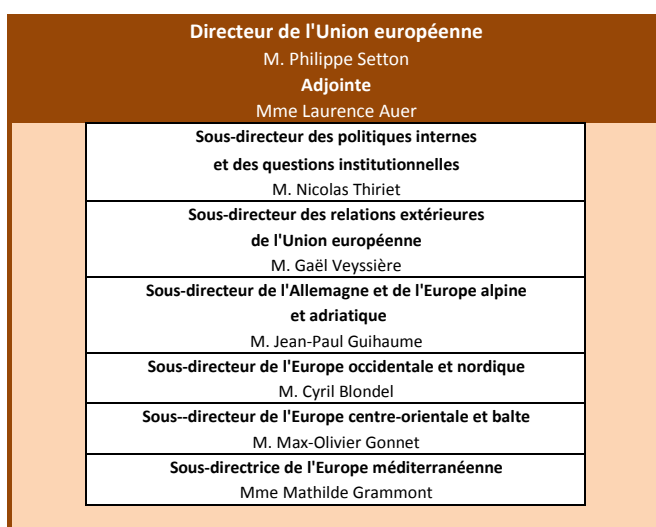 Directeur de l'Union européenne
M. Philippe Setton
Adjointe
Mme Laurence Auer
Sous-directeur des politiques internes
et des questions institutionnelles
M. Nicolas Thiriet
Sous-directeur des relations extérieures
de l'Union européenne
M. Gaël Veyssière
Sous-directeur de l'Allemagne et de l'Europe alpine
et adriatique
M. Jean-Paul Guihaume
Sous-directeur de l'Europe occidentale et nordique
M. Cyril Blondel
Sous--directeur de l'Europe centre-orientale et balte
M. Max-Olivier Gonnet
Sous-directrice de l'Europe méditerranéenne
Mme Mathilde Grammont